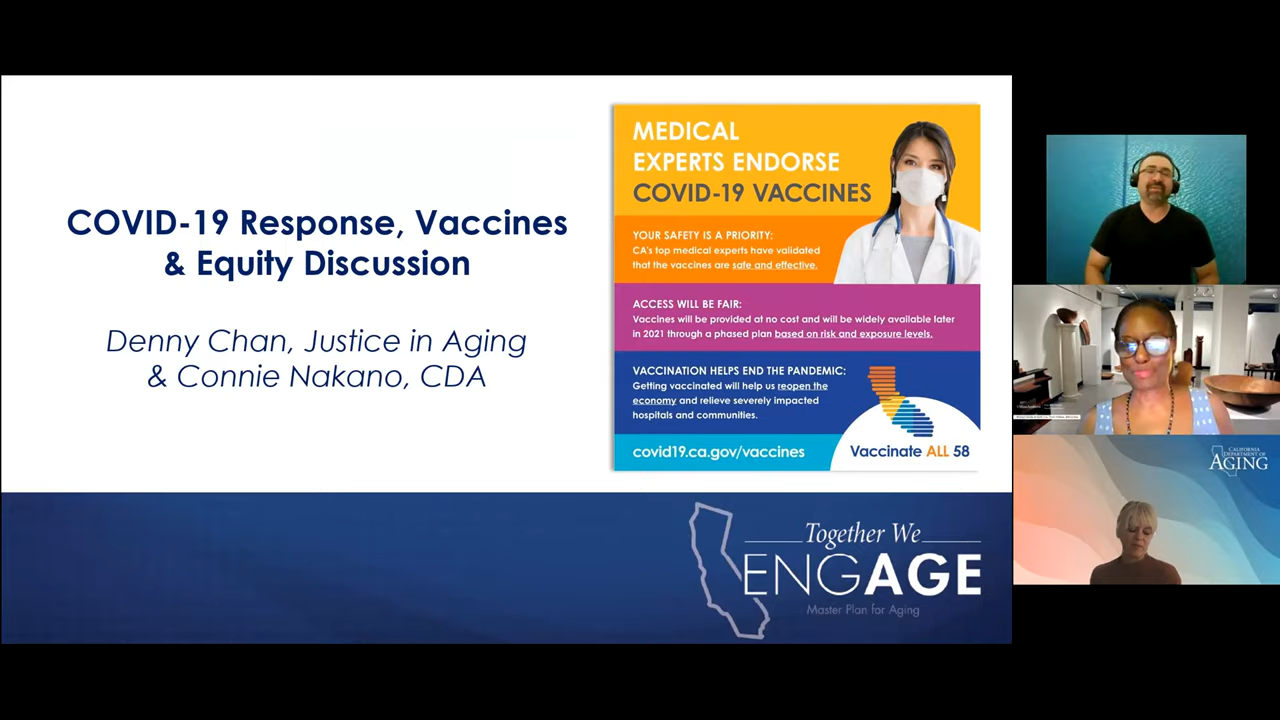 COVID-19 Response, Vaccines
& Equity Discussion
Denny Chan, Justice in Aging
& Connie Nakano, CDA
MEDICAL
EXPERTS ENDORSE
COVID-19 VACCINES
YOUR SAFETY IS A PRIORITY:
CA's top medical experts have validated
that the vaccines are safe and effective.
ACCESS WILL BE FAIR:
Vaccines will be provided at no cost and will be widely available later
in 2021 through a phased plan based on risk and exposure levels.
VACCINATION HELPS END THE PANDEMIC:
Getting vaccinated will help us reopen the
economy and relieve severely impacted
hospitals and communities.
covid19.ca.gov/vaccines
Vaccinate ALL 58
Together We
ENGAGE
Master Plan for Aging
CALIFORNIA
DEPARTMENT OF
AGING